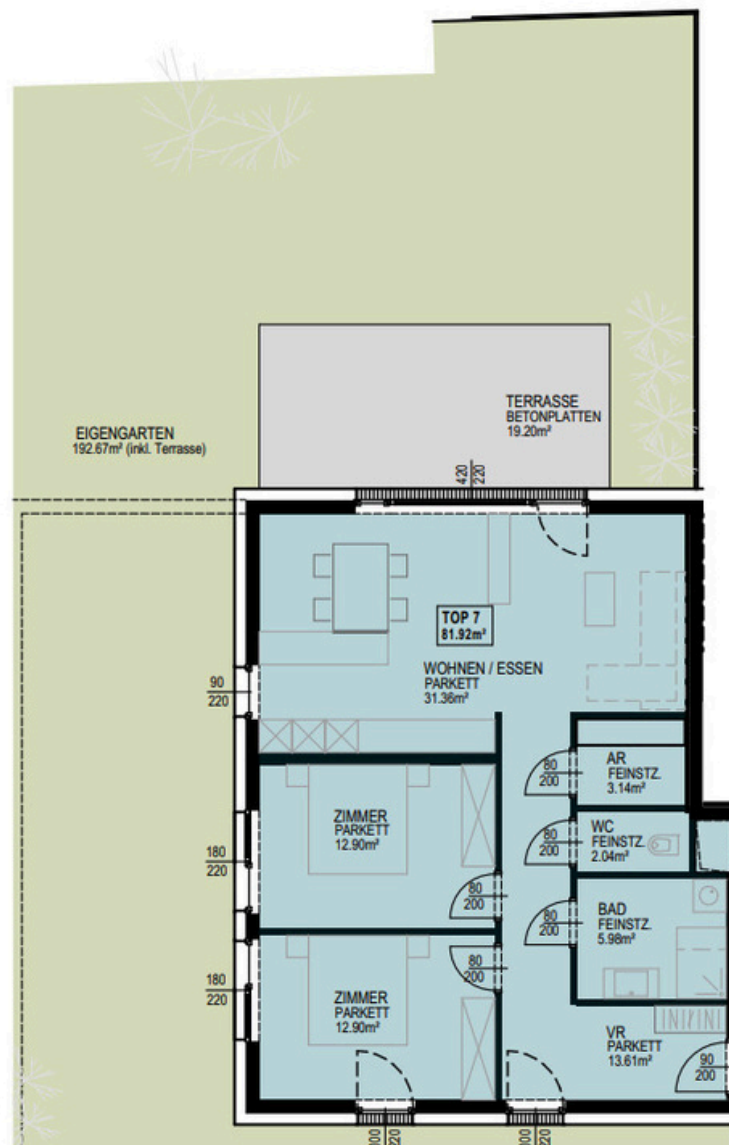 TERRASSE
BETONPLATTEN
19.20m²
EIGENGARTEN
192.67m² (inkl. Terrasse)
420
220
TOP 7
81.92m²
WOHNEN / ESSEN
PARKETT
31.36m²
90
220
80
200
AR
FEINSTZ.
3.14m²
ZIMMER
PARKETT
12.90m²
80
200
WC
FEINSTZ.
2.04m²
180
220
80
200
80
200
BAD
FEINSTZ.
5.98m²
80
200
180
220
ZIMMER
PARKETT
12.90m²
VR
PARKETT
13.61m²
90
200
220
220